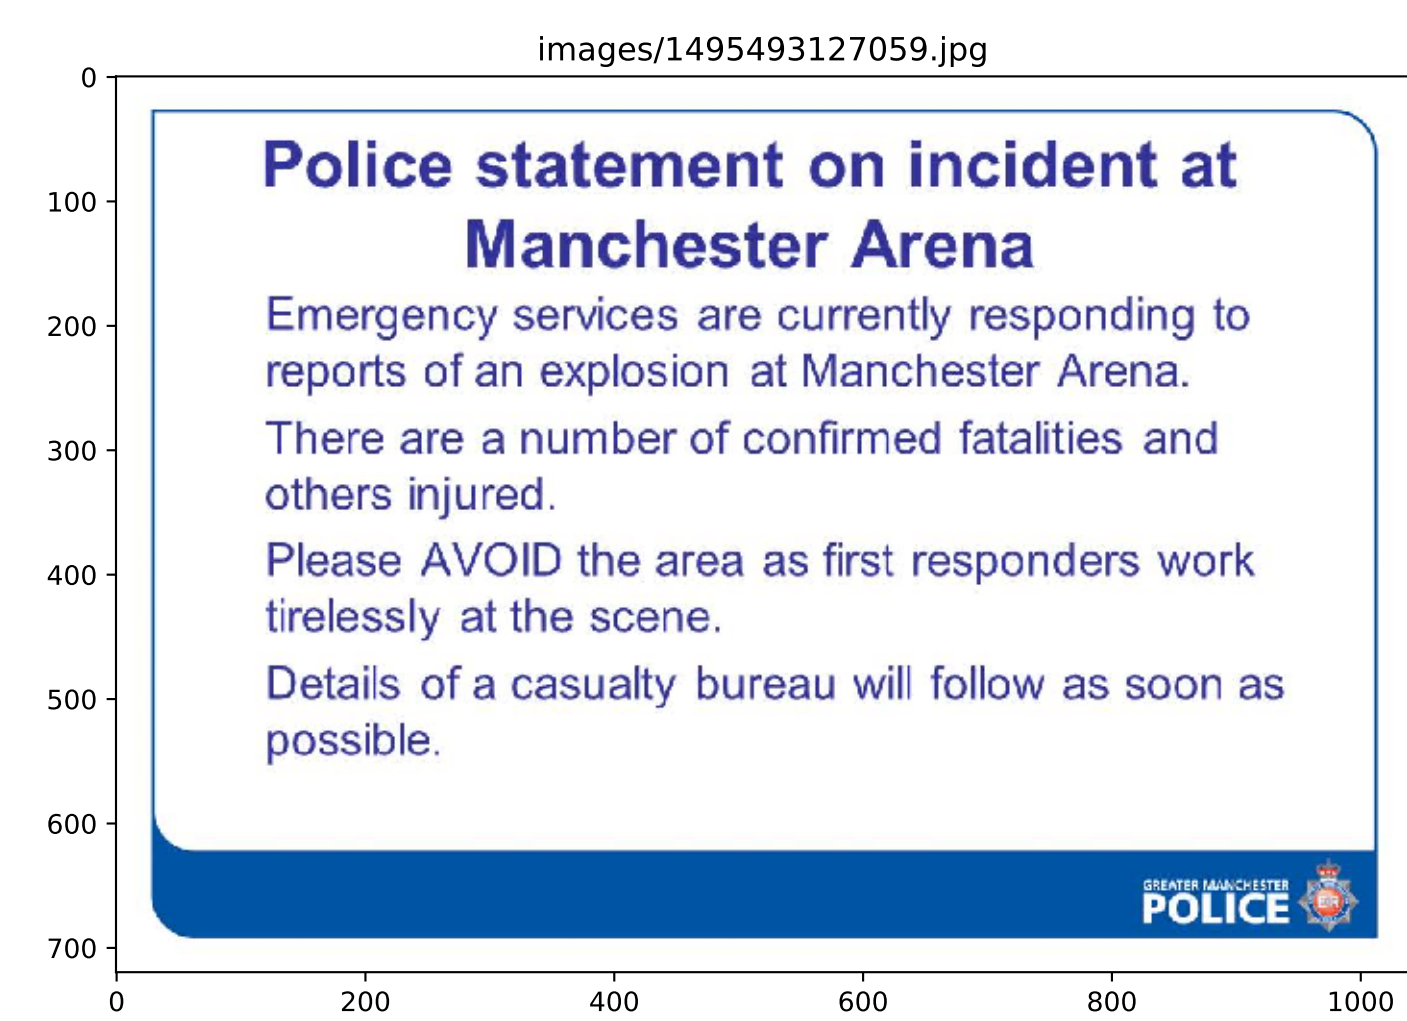 images/1495493127059.jpg
Police statement on incident at
Manchester Arena
Emergency services are currently responding to
reports of an explosion at Manchester Arena.
There are a number of confirmed fatalities and
others injured.
Please AVOID the area as first responders work
tirelessly at the scene.
Details of a casualty bureau will follow as soon as
possible.
GREATER MANCHESTER
POLICE
0
100
200
300
400
500
600
700
0 200 400 600 800 1000